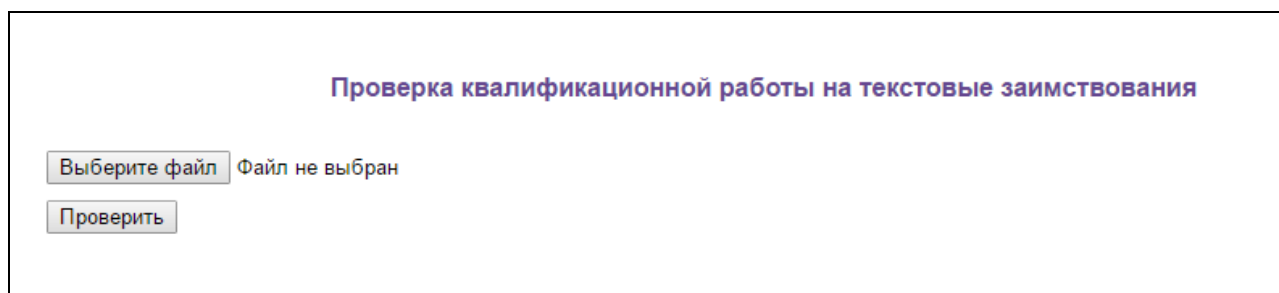 Проверка квалификационной работы на текстовые заимствования
Выберите файл Файл не выбран
Проверить